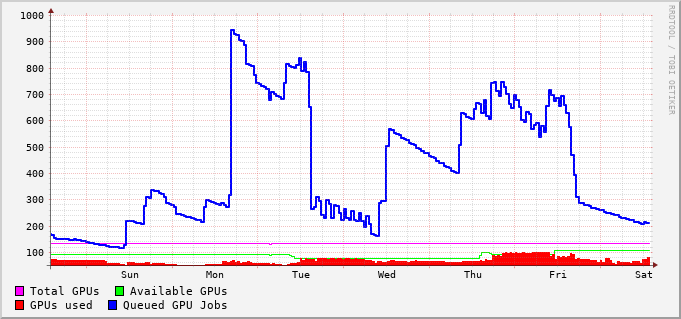 1000
900
800
700
600
500
400
300
200
100
Sun Mon Tue Wed Thu Fri Sat
Total GPUs Available GPUs
GPUs used Queued GPU Jobs
RRDTOOL / TOBI OETIKER